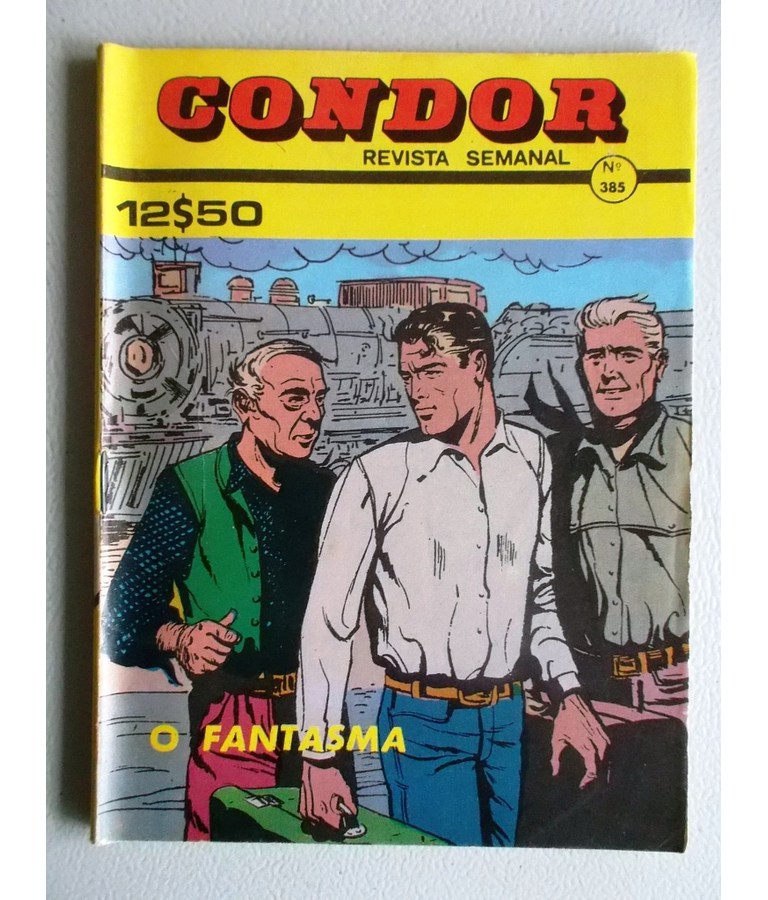 CONDOR
REVISTA SEMANAL
Nº
385
12$50
O FANTASMA